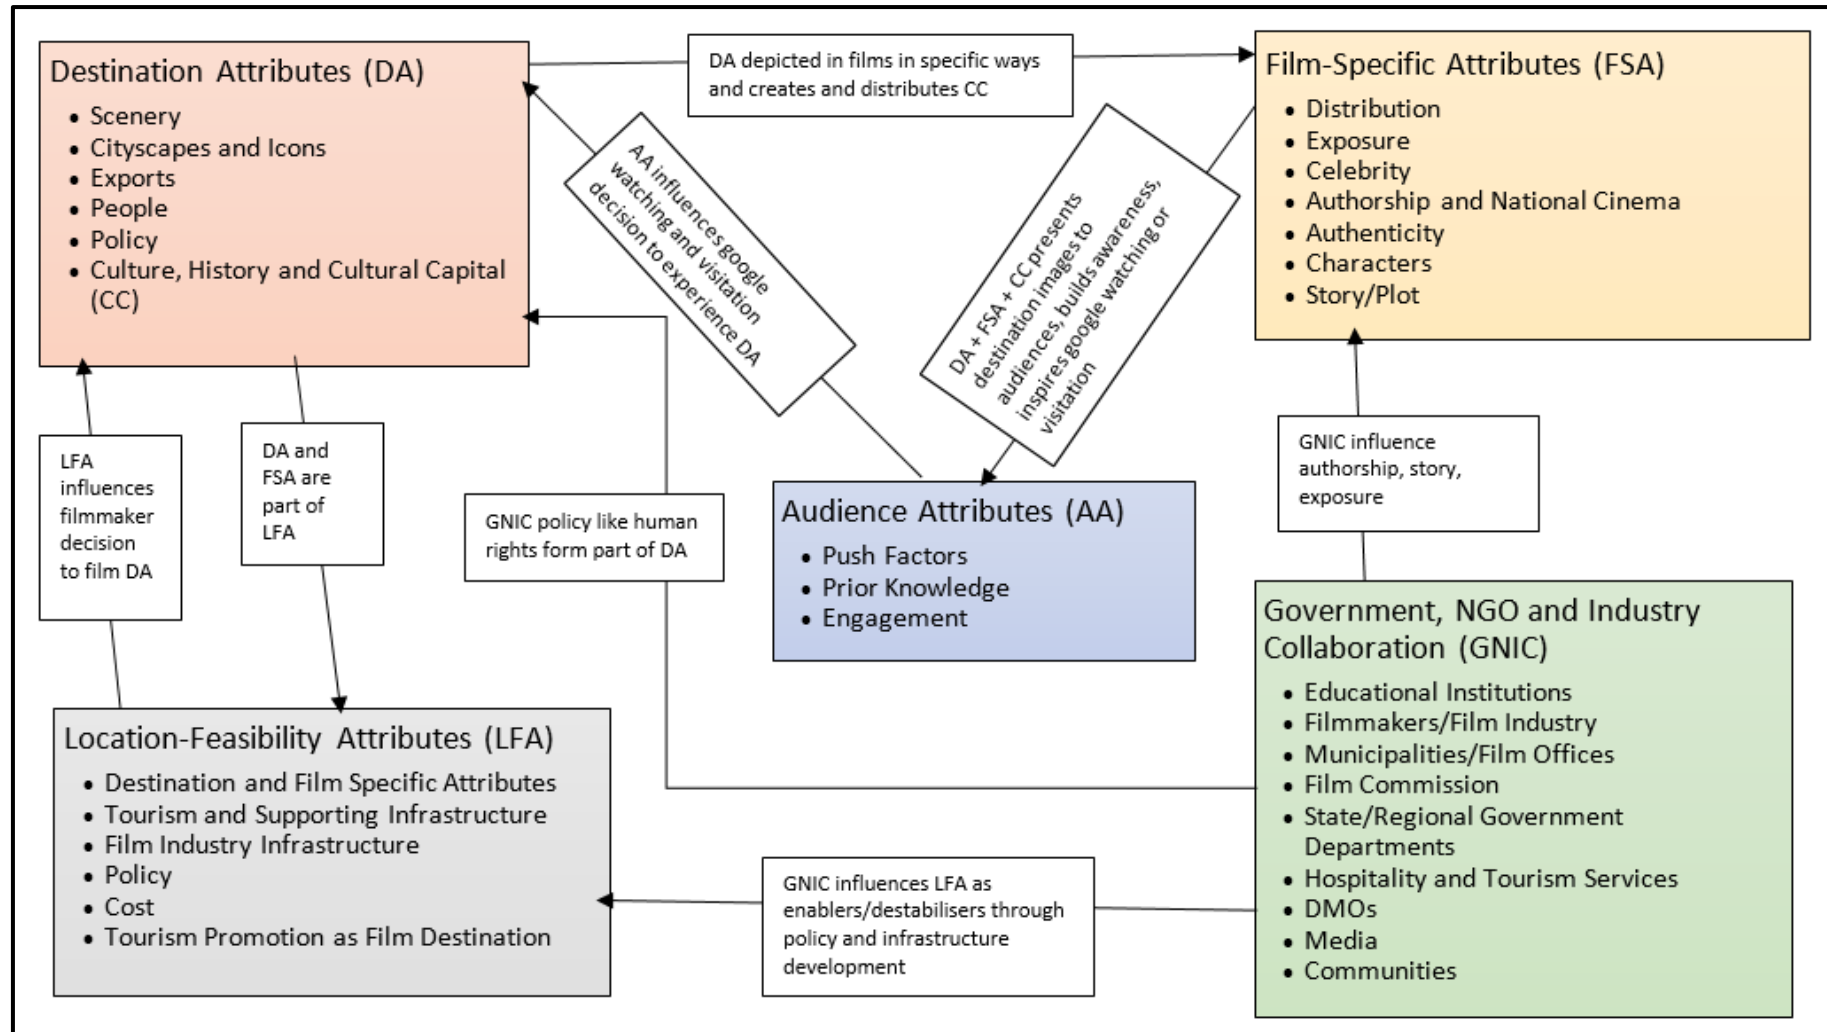 Destination Attributes (DA)
• Scenery
• Cityscapes and Icons
• Exports
• People
• Policy
• Culture, History and Cultural Capital
(CC)
DA depicted in films in specific ways
and creates and distributes CC
Film-Specific Attributes (FSA)
• Distribution
• Exposure
• Celebrity
• Authorship and National Cinema
• Authenticity
• Characters
• Story/Plot
AA influences google
watching and visitation
decision to experience DA
DA + FSA + CC presents
destination images to
audiences, builds awareness,
inspires google watching or
visitation
LFA
influences
filmmaker
decision
to film DA
DA and
FSA are
part of
LFA
GNIC policy like human
rights form part of DA
Audience Attributes (AA)
• Push Factors
• Prior Knowledge
• Engagement
GNIC influence
authorship, story,
exposure
Government, NGO and Industry
Collaboration (GNIC)
• Educational Institutions
• Filmmakers/Film Industry
• Municipalities/Film Offices
• Film Commission
• State/Regional Government
Departments
• Hospitality and Tourism Services
• DMOs
• Media
• Communities
Location-Feasibility Attributes (LFA)
• Destination and Film Specific Attributes
• Tourism and Supporting Infrastructure
• Film Industry Infrastructure
• Policy
• Cost
• Tourism Promotion as Film Destination
GNIC influences LFA as
enablers/destabilisers through
policy and infrastructure
development